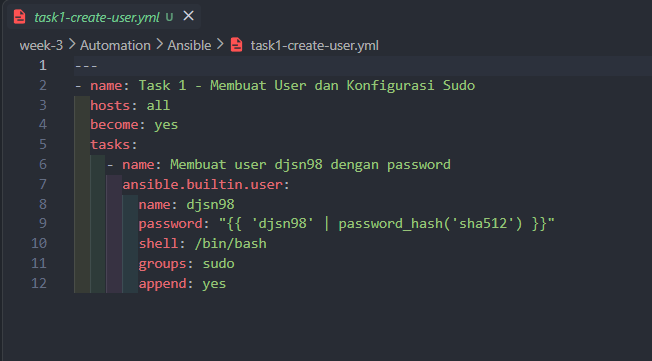 task1-create-user.yml U
week-3 > Automation > Ansible > task1-create-user.yml
1 ---
2 - name: Task 1 - Membuat User dan Konfigurasi Sudo
3 hosts: all
4 become: yes
5 tasks:
6 - name: Membuat user djsn98 dengan password
7 ansible.builtin.user:
8 name: djsn98
9 password: "{{ 'djsn98' | password_hash('sha512') }}"
10 shell: /bin/bash
11 groups: sudo
12 append: yes